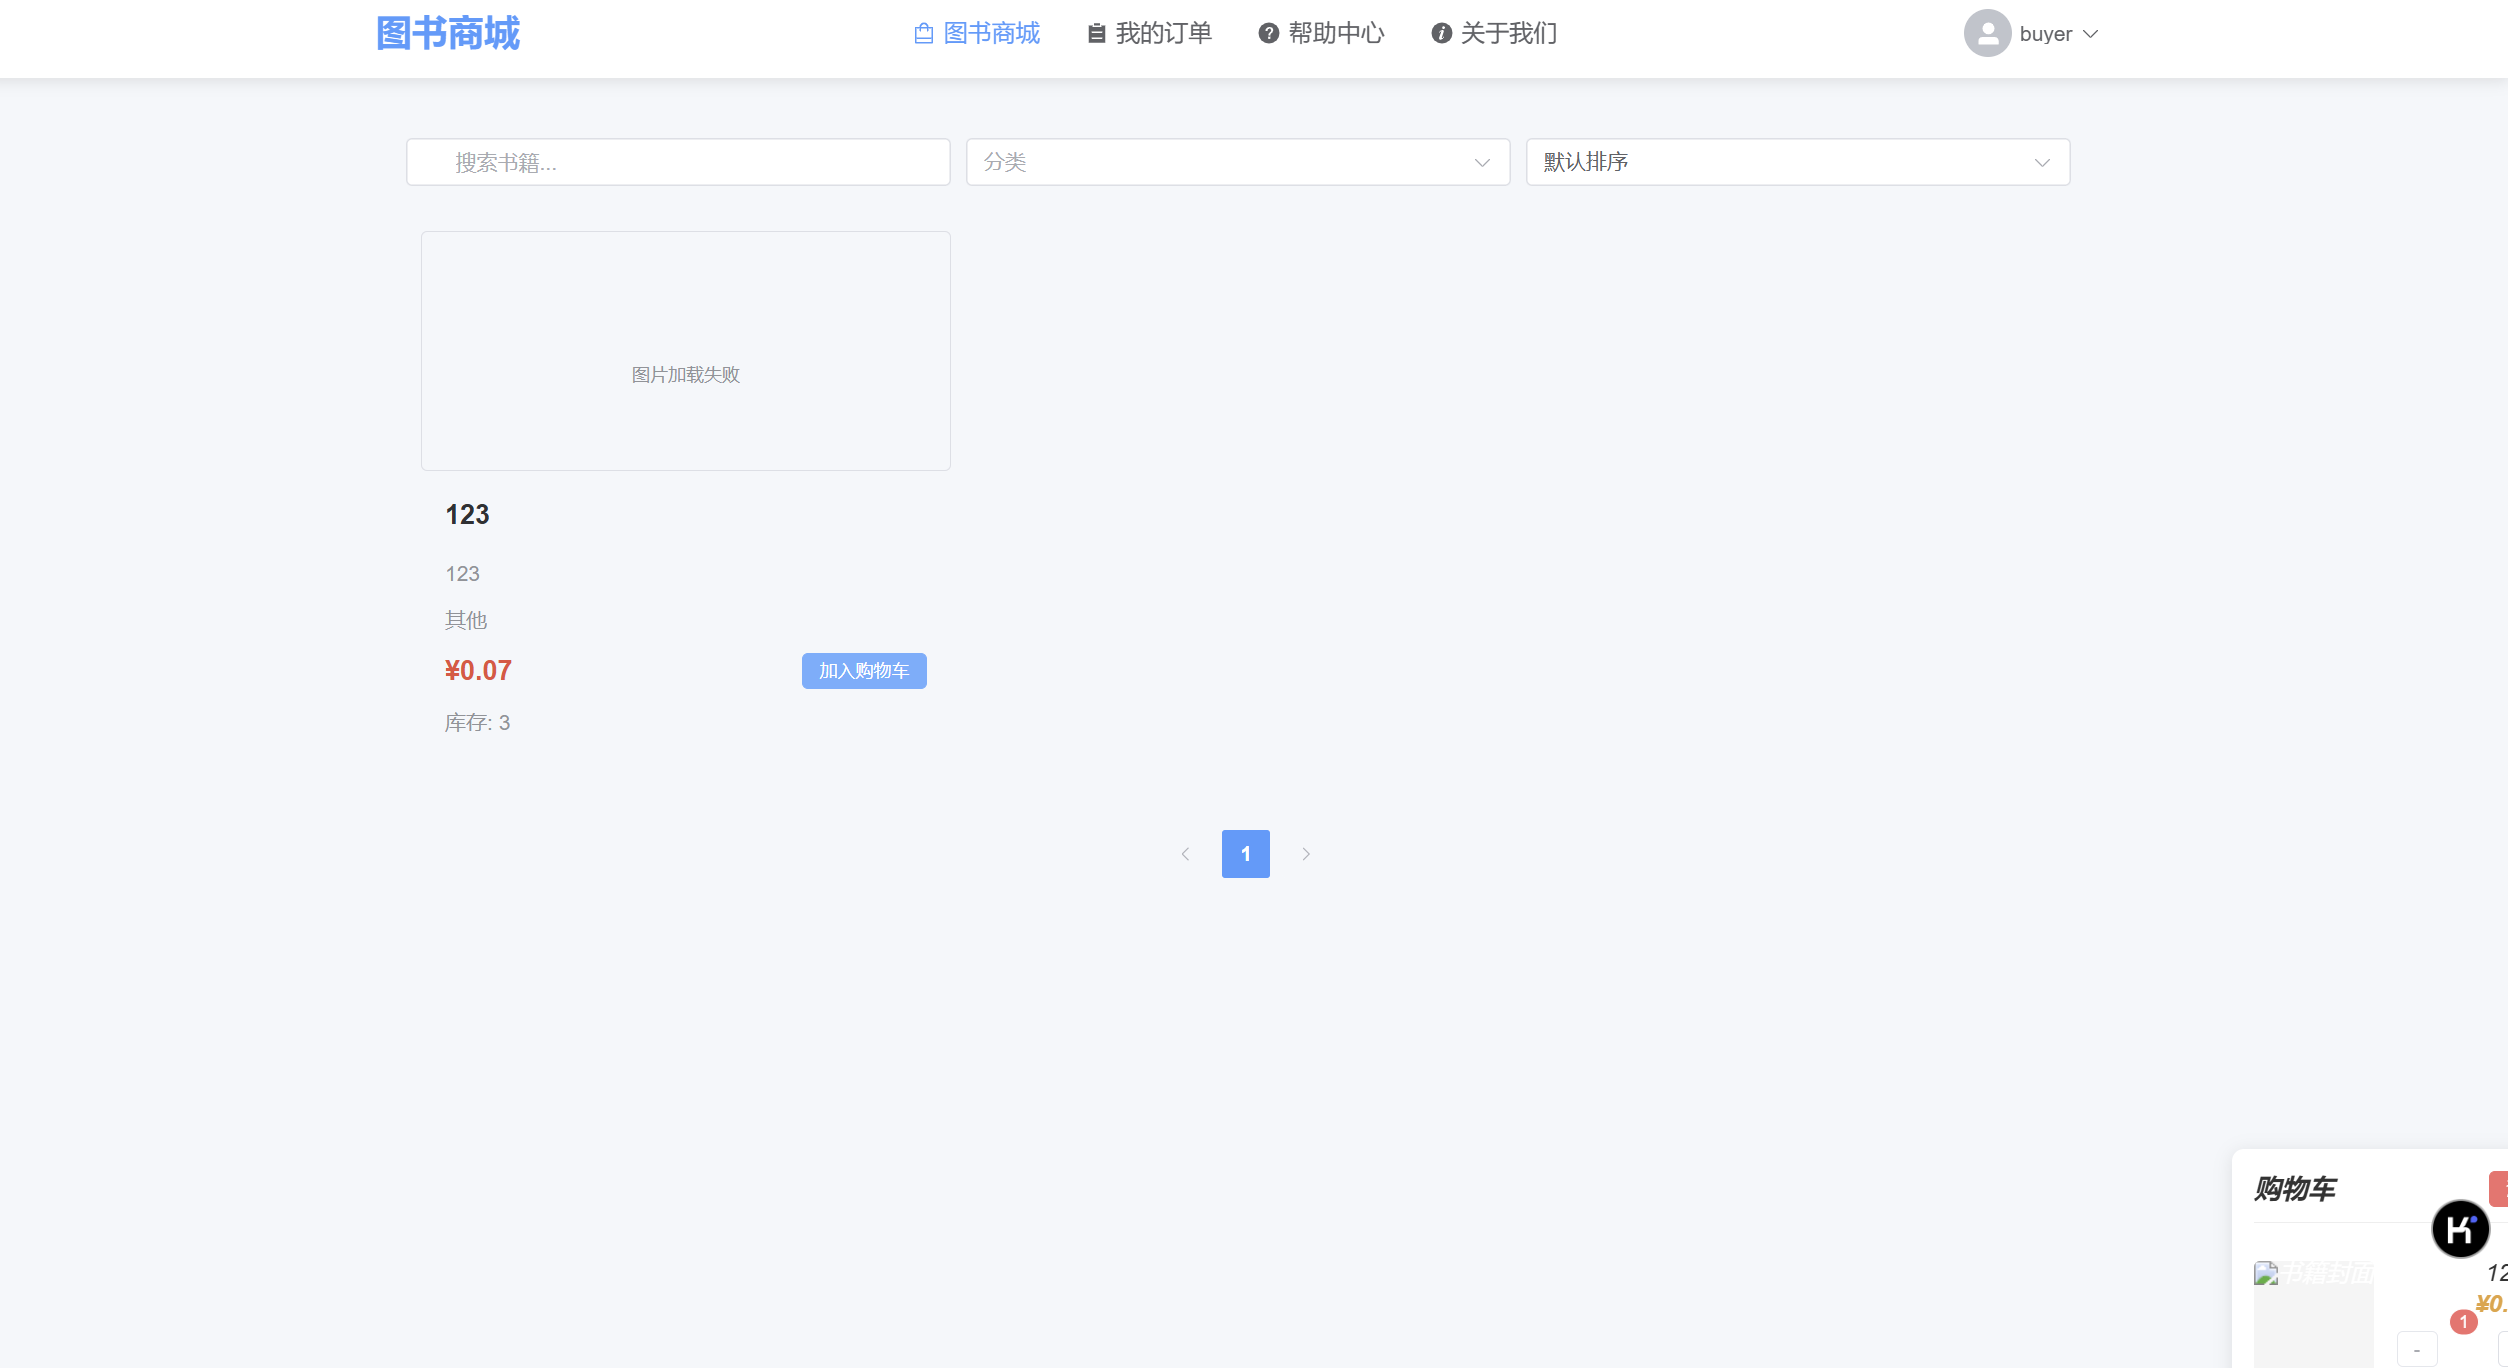 图书商城
图书商城 我的订单 帮助中心 关于我们
buyer
搜索书籍... 分类 默认排序
图片加载失败
123
123
其他
¥0.07 加入购物车
库存: 3
1
购物车
书籍封面
12
¥0.
1
-